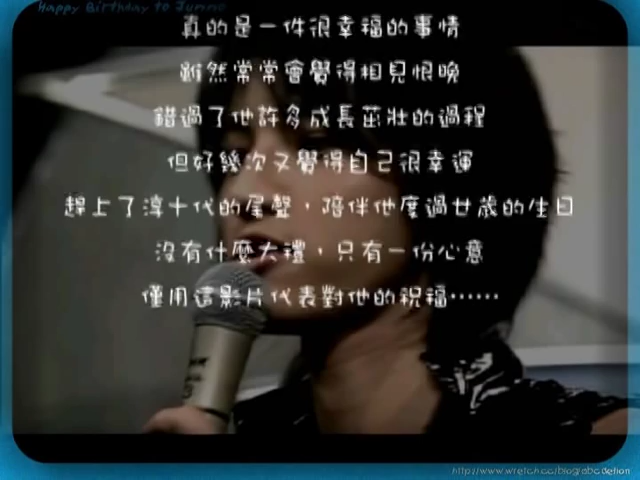 Happy Birthday to Junno
真的是一件很幸福的事情
雖然常常會覺得相見恨晚
錯過了他許多成長茁壯的過程
但好幾次又覺得自己很幸運
趕上了淳十代的尾聲，陪伴他度過廿歲的生日
沒有什麼大禮，只有一份心意
僅用這影片代表對他的祝福……